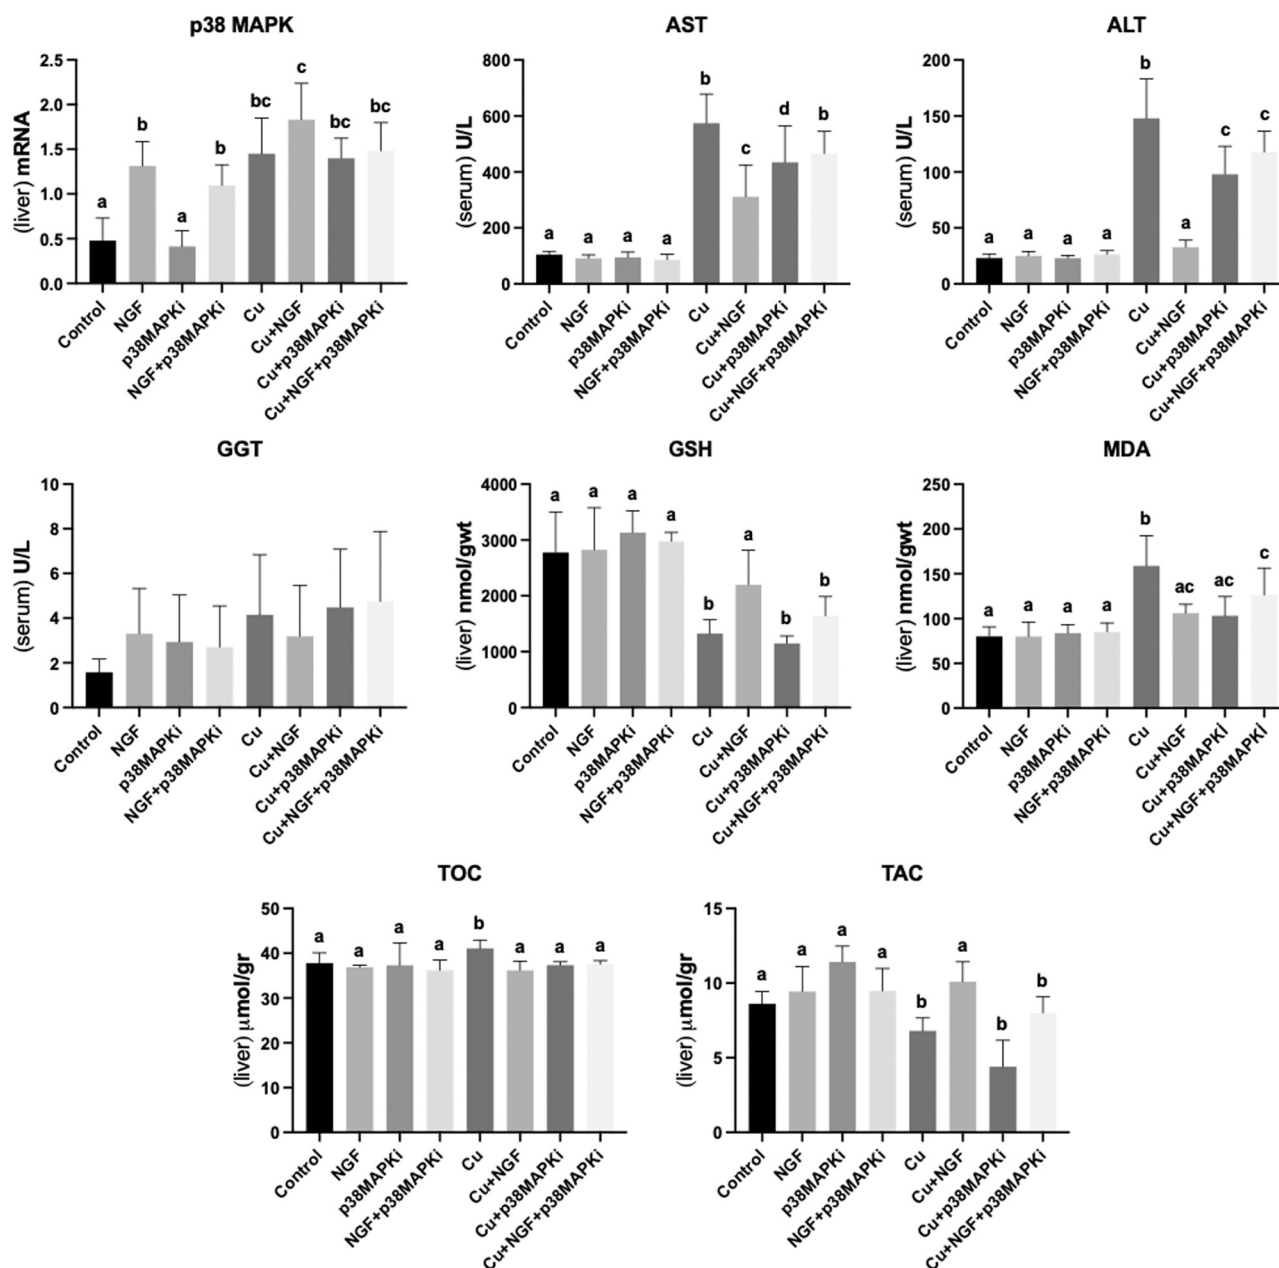 p38 MAPK
(liver) mRNA
2.5
2.0
1.5
1.0
0.5
0.0
a
b
a
b
bc
c
bc
bc
Control
NGF
p38MAPKi
NGF+p38MAPKi
Cu
Cu+NGF
Cu+p38MAPKi
Cu+NGF+p38MAPKi
AST
(serum) U/L
800
600
400
200
0
a
a
a
a
b
c
d
b
Control
NGF
p38MAPKi
NGF+p38MAPKi
Cu
Cu+NGF
Cu+p38MAPKi
Cu+NGF+p38MAPKi
ALT
(serum) U/L
200
150
100
50
0
a
a
a
a
b
a
c
c
Control
NGF
p38MAPKi
NGF+p38MAPKi
Cu
Cu+NGF
Cu+p38MAPKi
Cu+NGF+p38MAPKi
GGT
(serum) U/L
10
8
6
4
2
0
Control
NGF
p38MAPKi
NGF+p38MAPKi
Cu
Cu+NGF
Cu+p38MAPKi
Cu+NGF+p38MAPKi
GSH
(liver) nmol/gwt
4000
3000
2000
1000
0
a
a
a
a
b
a
b
b
Control
NGF
p38MAPKi
NGF+p38MAPKi
Cu
Cu+NGF
Cu+p38MAPKi
Cu+NGF+p38MAPKi
MDA
(liver) nmol/gwt
250
200
150
100
50
0
a
a
a
a
b
ac
ac
c
Control
NGF
p38MAPKi
NGF+p38MAPKi
Cu
Cu+NGF
Cu+p38MAPKi
Cu+NGF+p38MAPKi
TOC
(liver) μmol/gr
50
40
30
20
10
0
a
a
a
a
b
a
a
a
Control
NGF
p38MAPKi
NGF+p38MAPKi
Cu
Cu+NGF
Cu+p38MAPKi
Cu+NGF+p38MAPKi
TAC
(liver) μmol/gr
15
10
5
0
a
a
a
a
b
a
b
b
Control
NGF
p38MAPKi
NGF+p38MAPKi
Cu
Cu+NGF
Cu+p38MAPKi
Cu+NGF+p38MAPKi